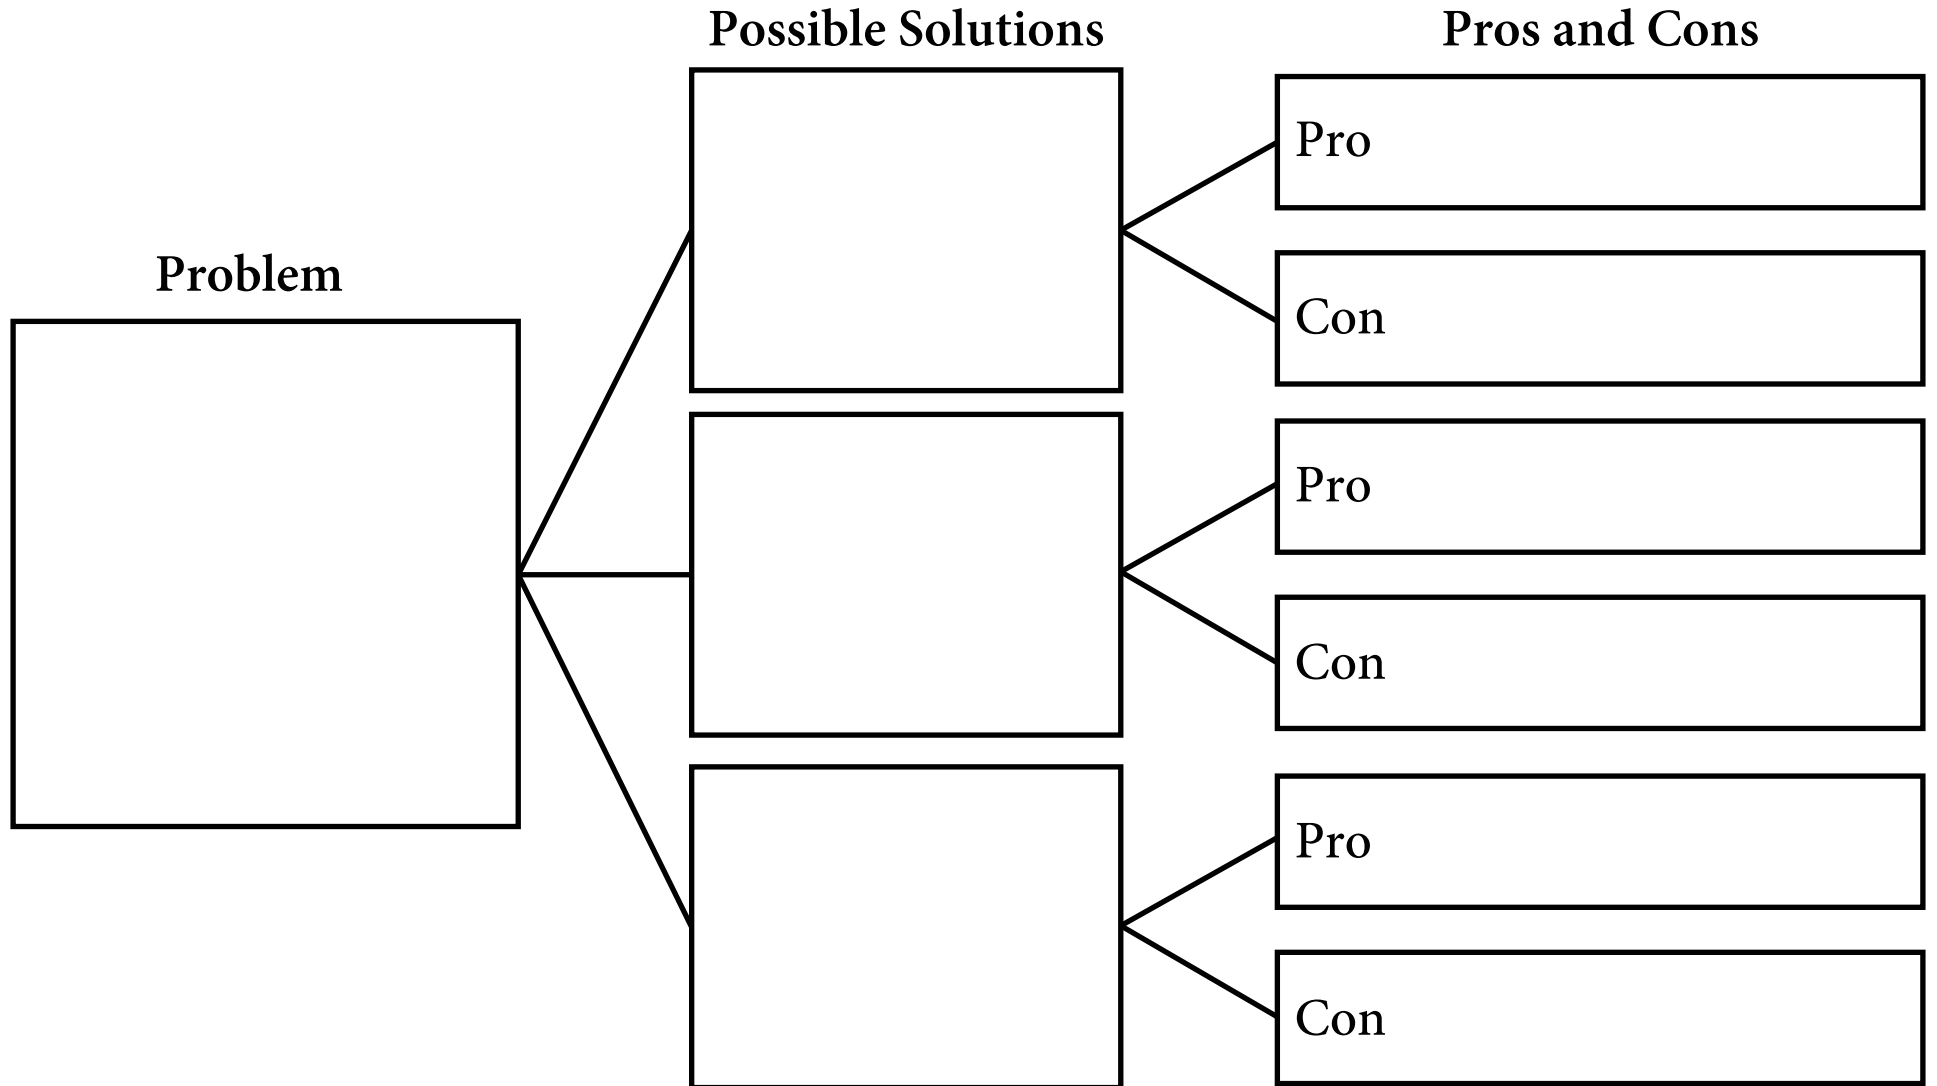 Possible Solutions
Pros and Cons
Problem
Pro
Con
Pro
Con
Pro
Con